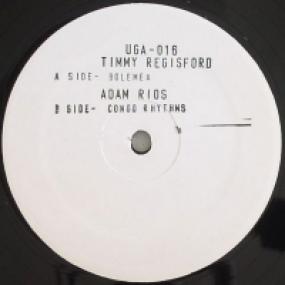 UGA-016
TIMMY REGISFORD
A SIDE- BOLEMEA
ADAM RIOS
B SIDE- CONGO RHYTHMS